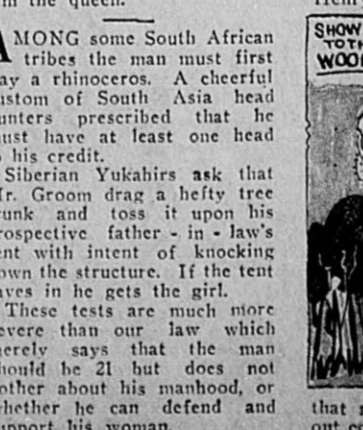 m the queen.
AMONG some South African
tribes the man must first
ay a rhinoceros. A cheerful
ustom of South Asia head
unters prescribed that he
ust have at least one head
o his credit.
Siberian Yukahirs ask that
Mr. Groom drag a hefty tree
runk and toss it upon his
rospective father - in - law's
ent with intent of knocking
own the structure. If the tent
aves in he gets the girl.
These tests are much more
evere than our law which
erely says that the man
hould be 21 but does not
other about his manhood, or
hether he can defend and
upport his woman.
SHOW
TO TH
WOO
that
out c